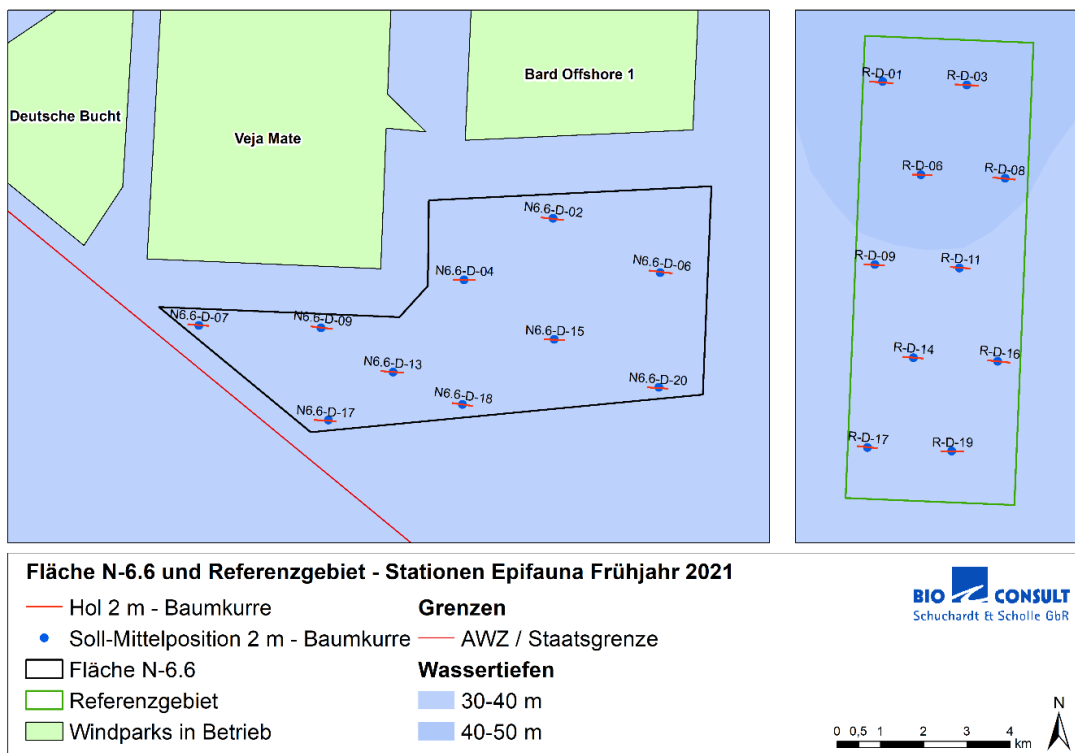 Deutsche Bucht
Veja Mate
Bard Offshore 1
N6.6-D-02
N6.6-D-04
N6.6-D-06
N6.6-D-07
N6.6-D-09
N6.6-D-15
N6.6-D-13
N6.6-D-20
N6.6-D-18
N6.6-D-17
R-D-01
R-D-03
R-D-06
R-D-08
R-D-09
R-D-11
R-D-14
R-D-16
R-D-17
R-D-19
Fläche N-6.6 und Referenzgebiet - Stationen Epifauna Frühjahr 2021
Hol 2 m - Baumkurre
Soll-Mittelposition 2 m - Baumkurre
Fläche N-6.6
Referenzgebiet
Windparks in Betrieb
Grenzen
AWZ / Staatsgrenze
Wassertiefen
30-40 m
40-50 m
BIO CONSULT
Schuchardt & Scholle GbR
N
0 0,5 1 2 3 4
km